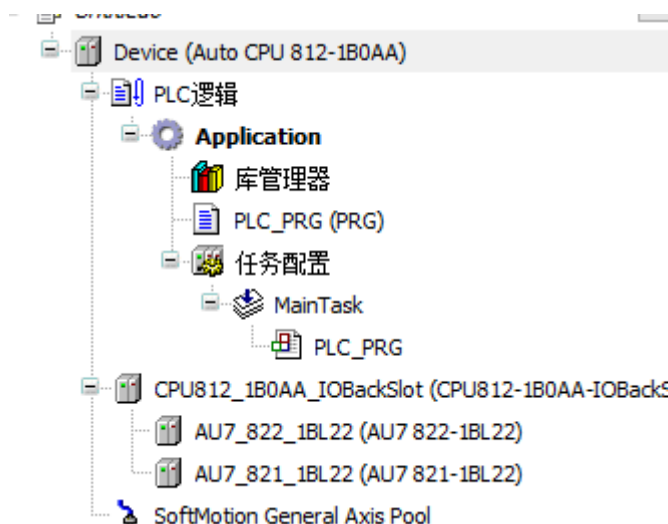 Device (Auto CPU 812-1B0AA)
PLC逻辑
Application
库管理器
PLC_PRG (PRG)
任务配置
MainTask
PLC_PRG
CPU812_1B0AA_IOBackSlot (CPU812-1B0AA-IOBackS
AU7_822_1BL22 (AU7 822-1BL22)
AU7_821_1BL22 (AU7 821-1BL22)
SoftMotion General Axis Pool